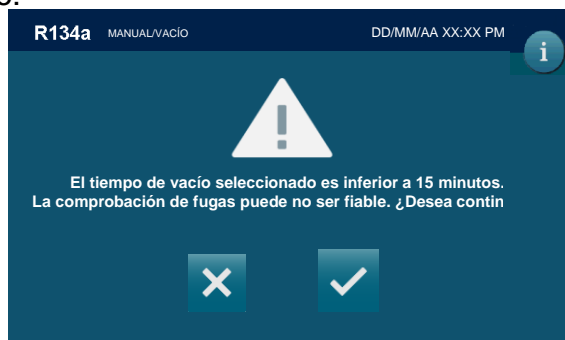 R134a MANUAL/VACÍO DD/MM/AA XX:XX PM
i
El tiempo de vacío seleccionado es inferior a 15 minutos.
La comprobación de fugas puede no ser fiable. ¿Desea contin